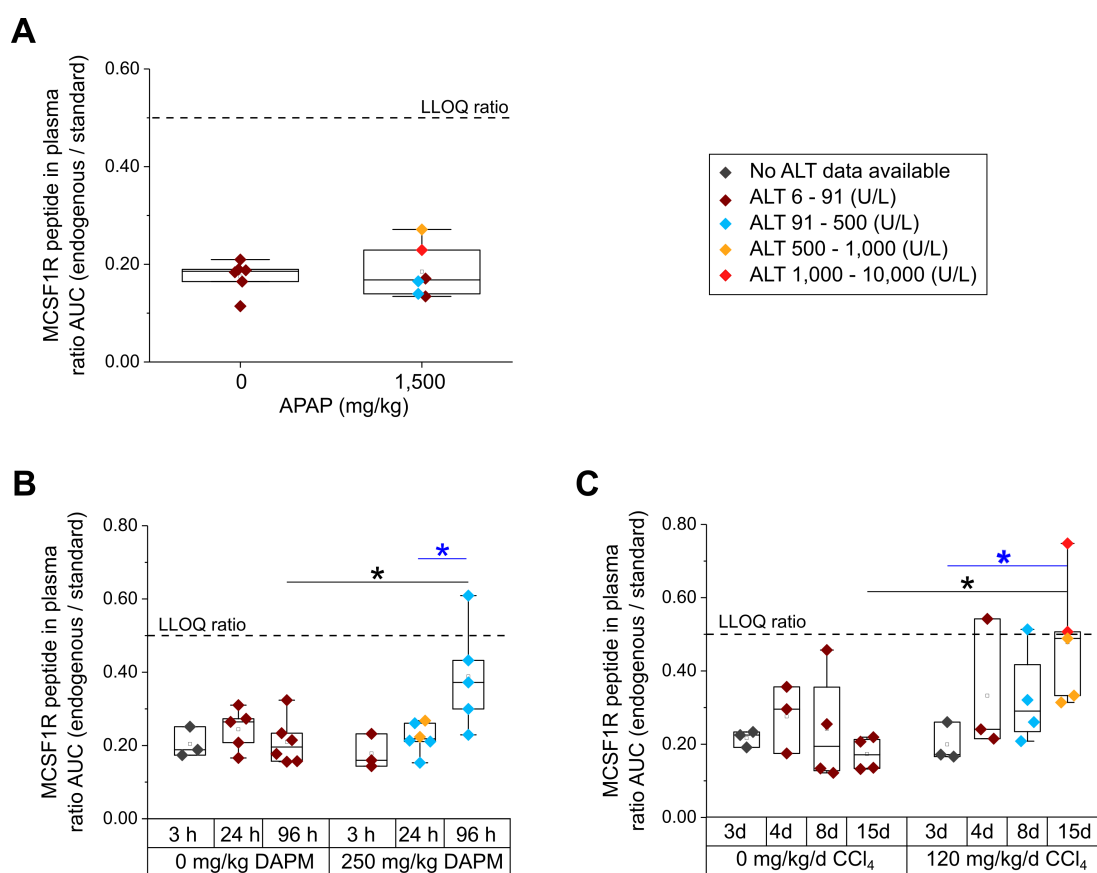 A
MCSF1R peptide in plasma
ratio AUC (endogenous / standard)
0.60
0.40
0.20
0.00
LLOQ ratio
0
1,500
APAP (mg/kg)
No ALT data available
ALT 6 - 91 (U/L)
ALT 91 - 500 (U/L)
ALT 500 - 1,000 (U/L)
ALT 1,000 - 10,000 (U/L)
B
MCSF1R peptide in plasma
ratio AUC (endogenous / standard)
0.80
0.60
0.40
0.20
0.00
*
*
LLOQ ratio
3 h 24 h 96 h 3 h 24 h 96 h
0 mg/kg DAPM 250 mg/kg DAPM
C
MCSF1R peptide in plasma
ratio AUC (endogenous / standard)
0.80
0.60
0.40
0.20
0.00
*
*
LLOQ ratio
3d 4d 8d 15d 3d 4d 8d 15d
0 mg/kg/d CCl₄ 120 mg/kg/d CCl₄